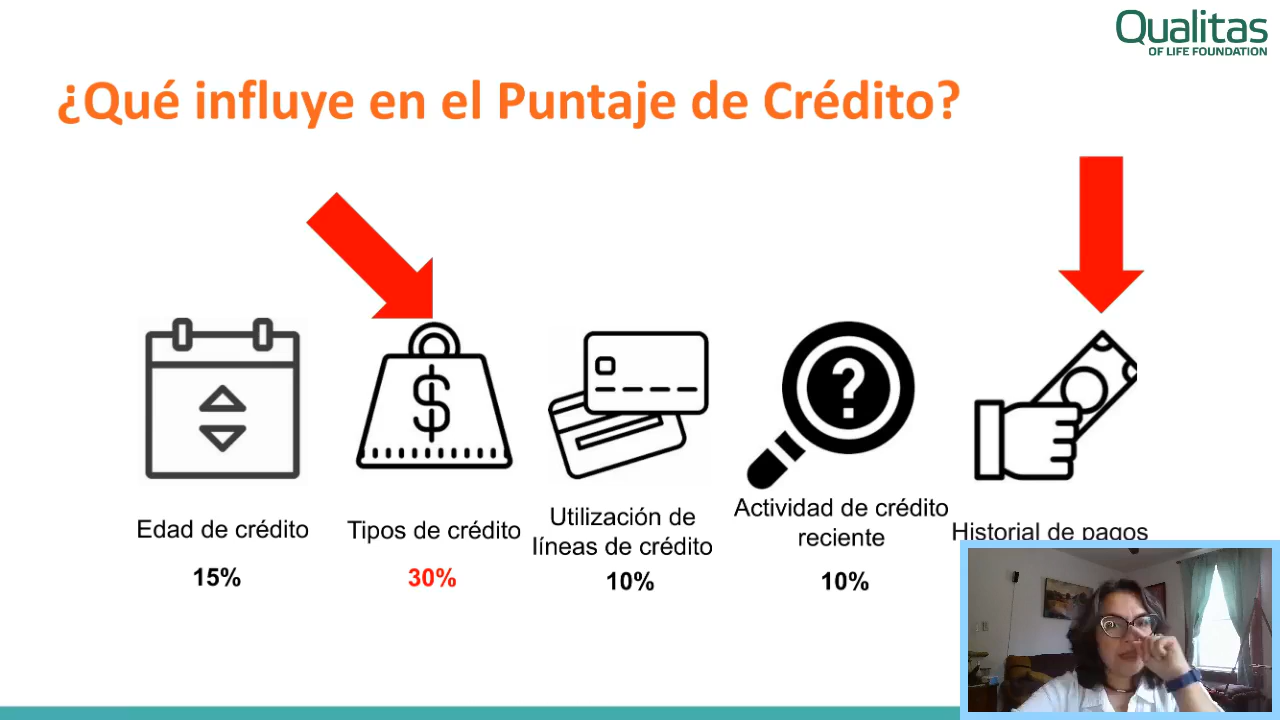 Qualitas
OF LIFE FOUNDATION
¿Qué influye en el Puntaje de Crédito?
$
?
Edad de crédito
15%
Tipos de crédito
30%
Utilización de
líneas de crédito
10%
Actividad de crédito
reciente
10%
Historial de pagos